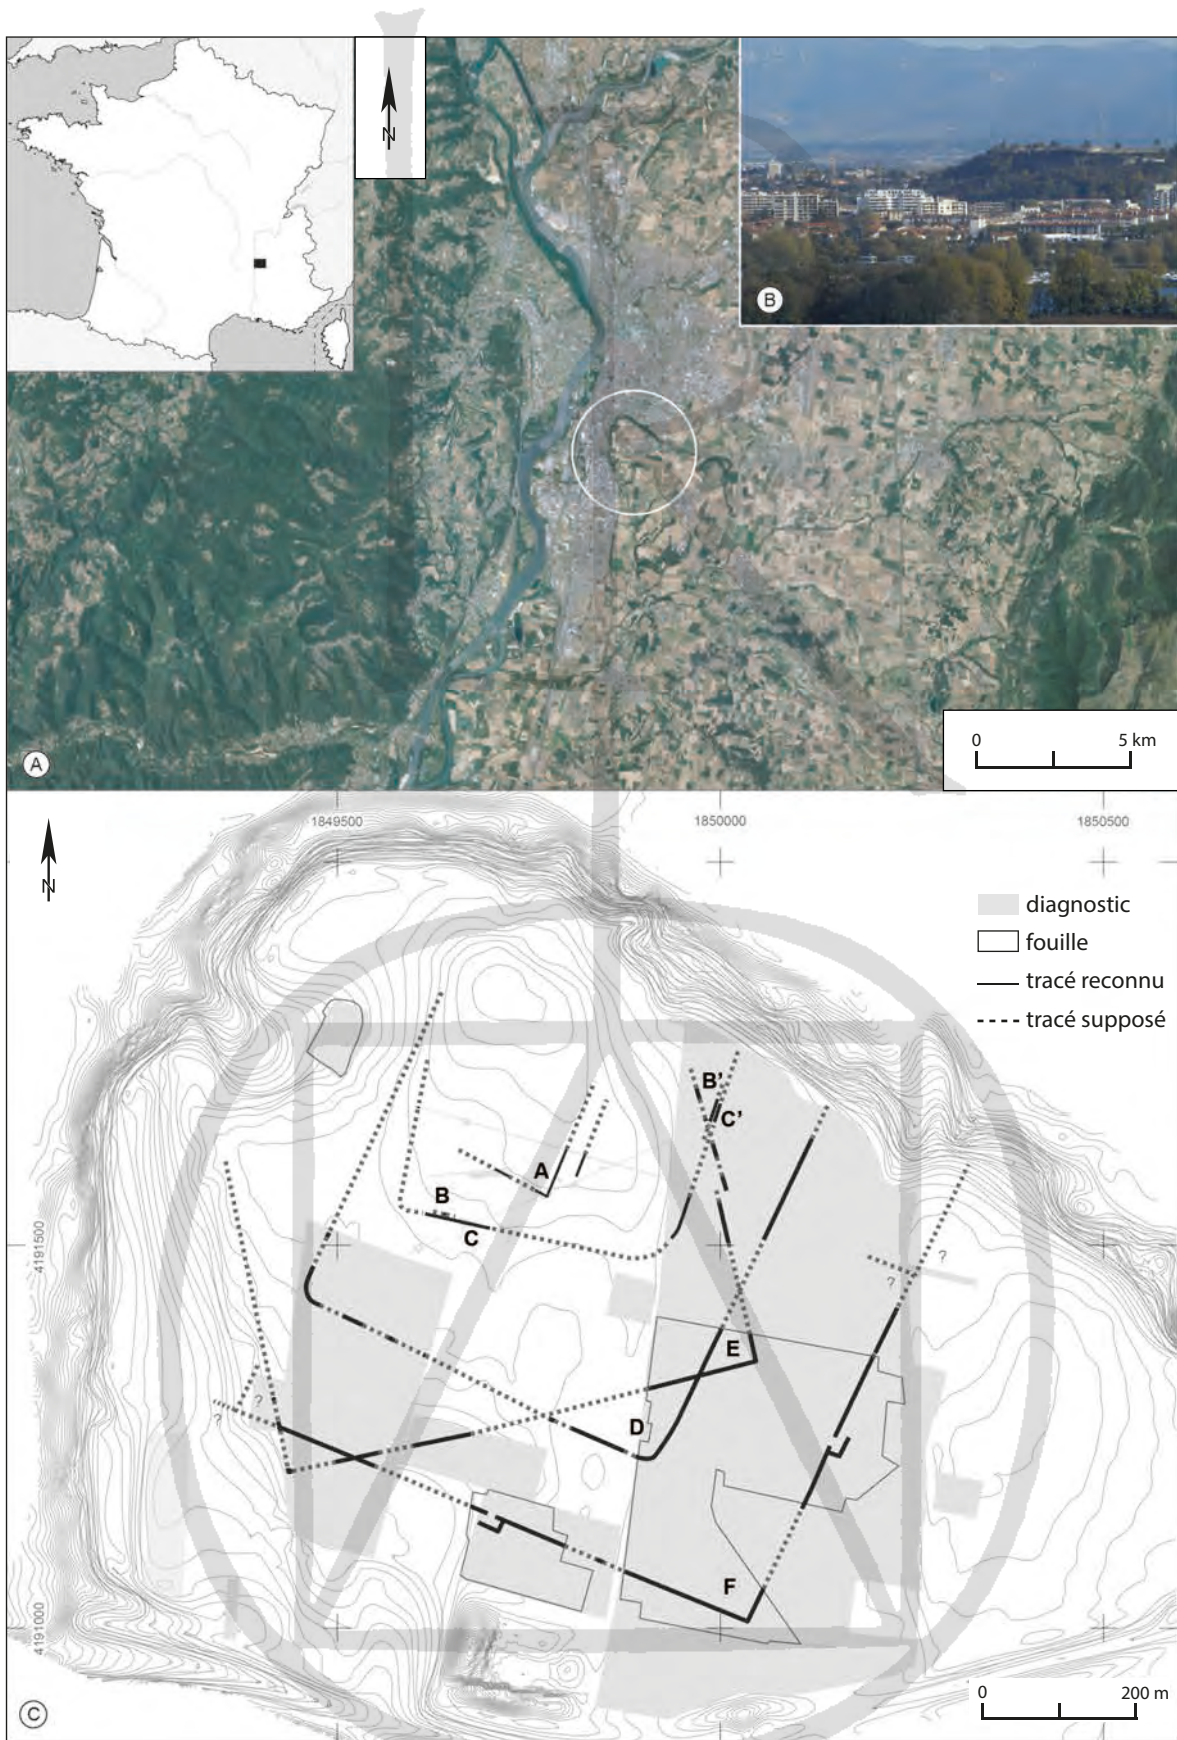 N
B
A
0 5 km
1849500 1850000 1850500
N
diagnostic
fouille
tracé reconnu
tracé supposé
B'
C'
A
B
C
4191500
?
?
E
?
?
D
F
4191000
0 200 m
C